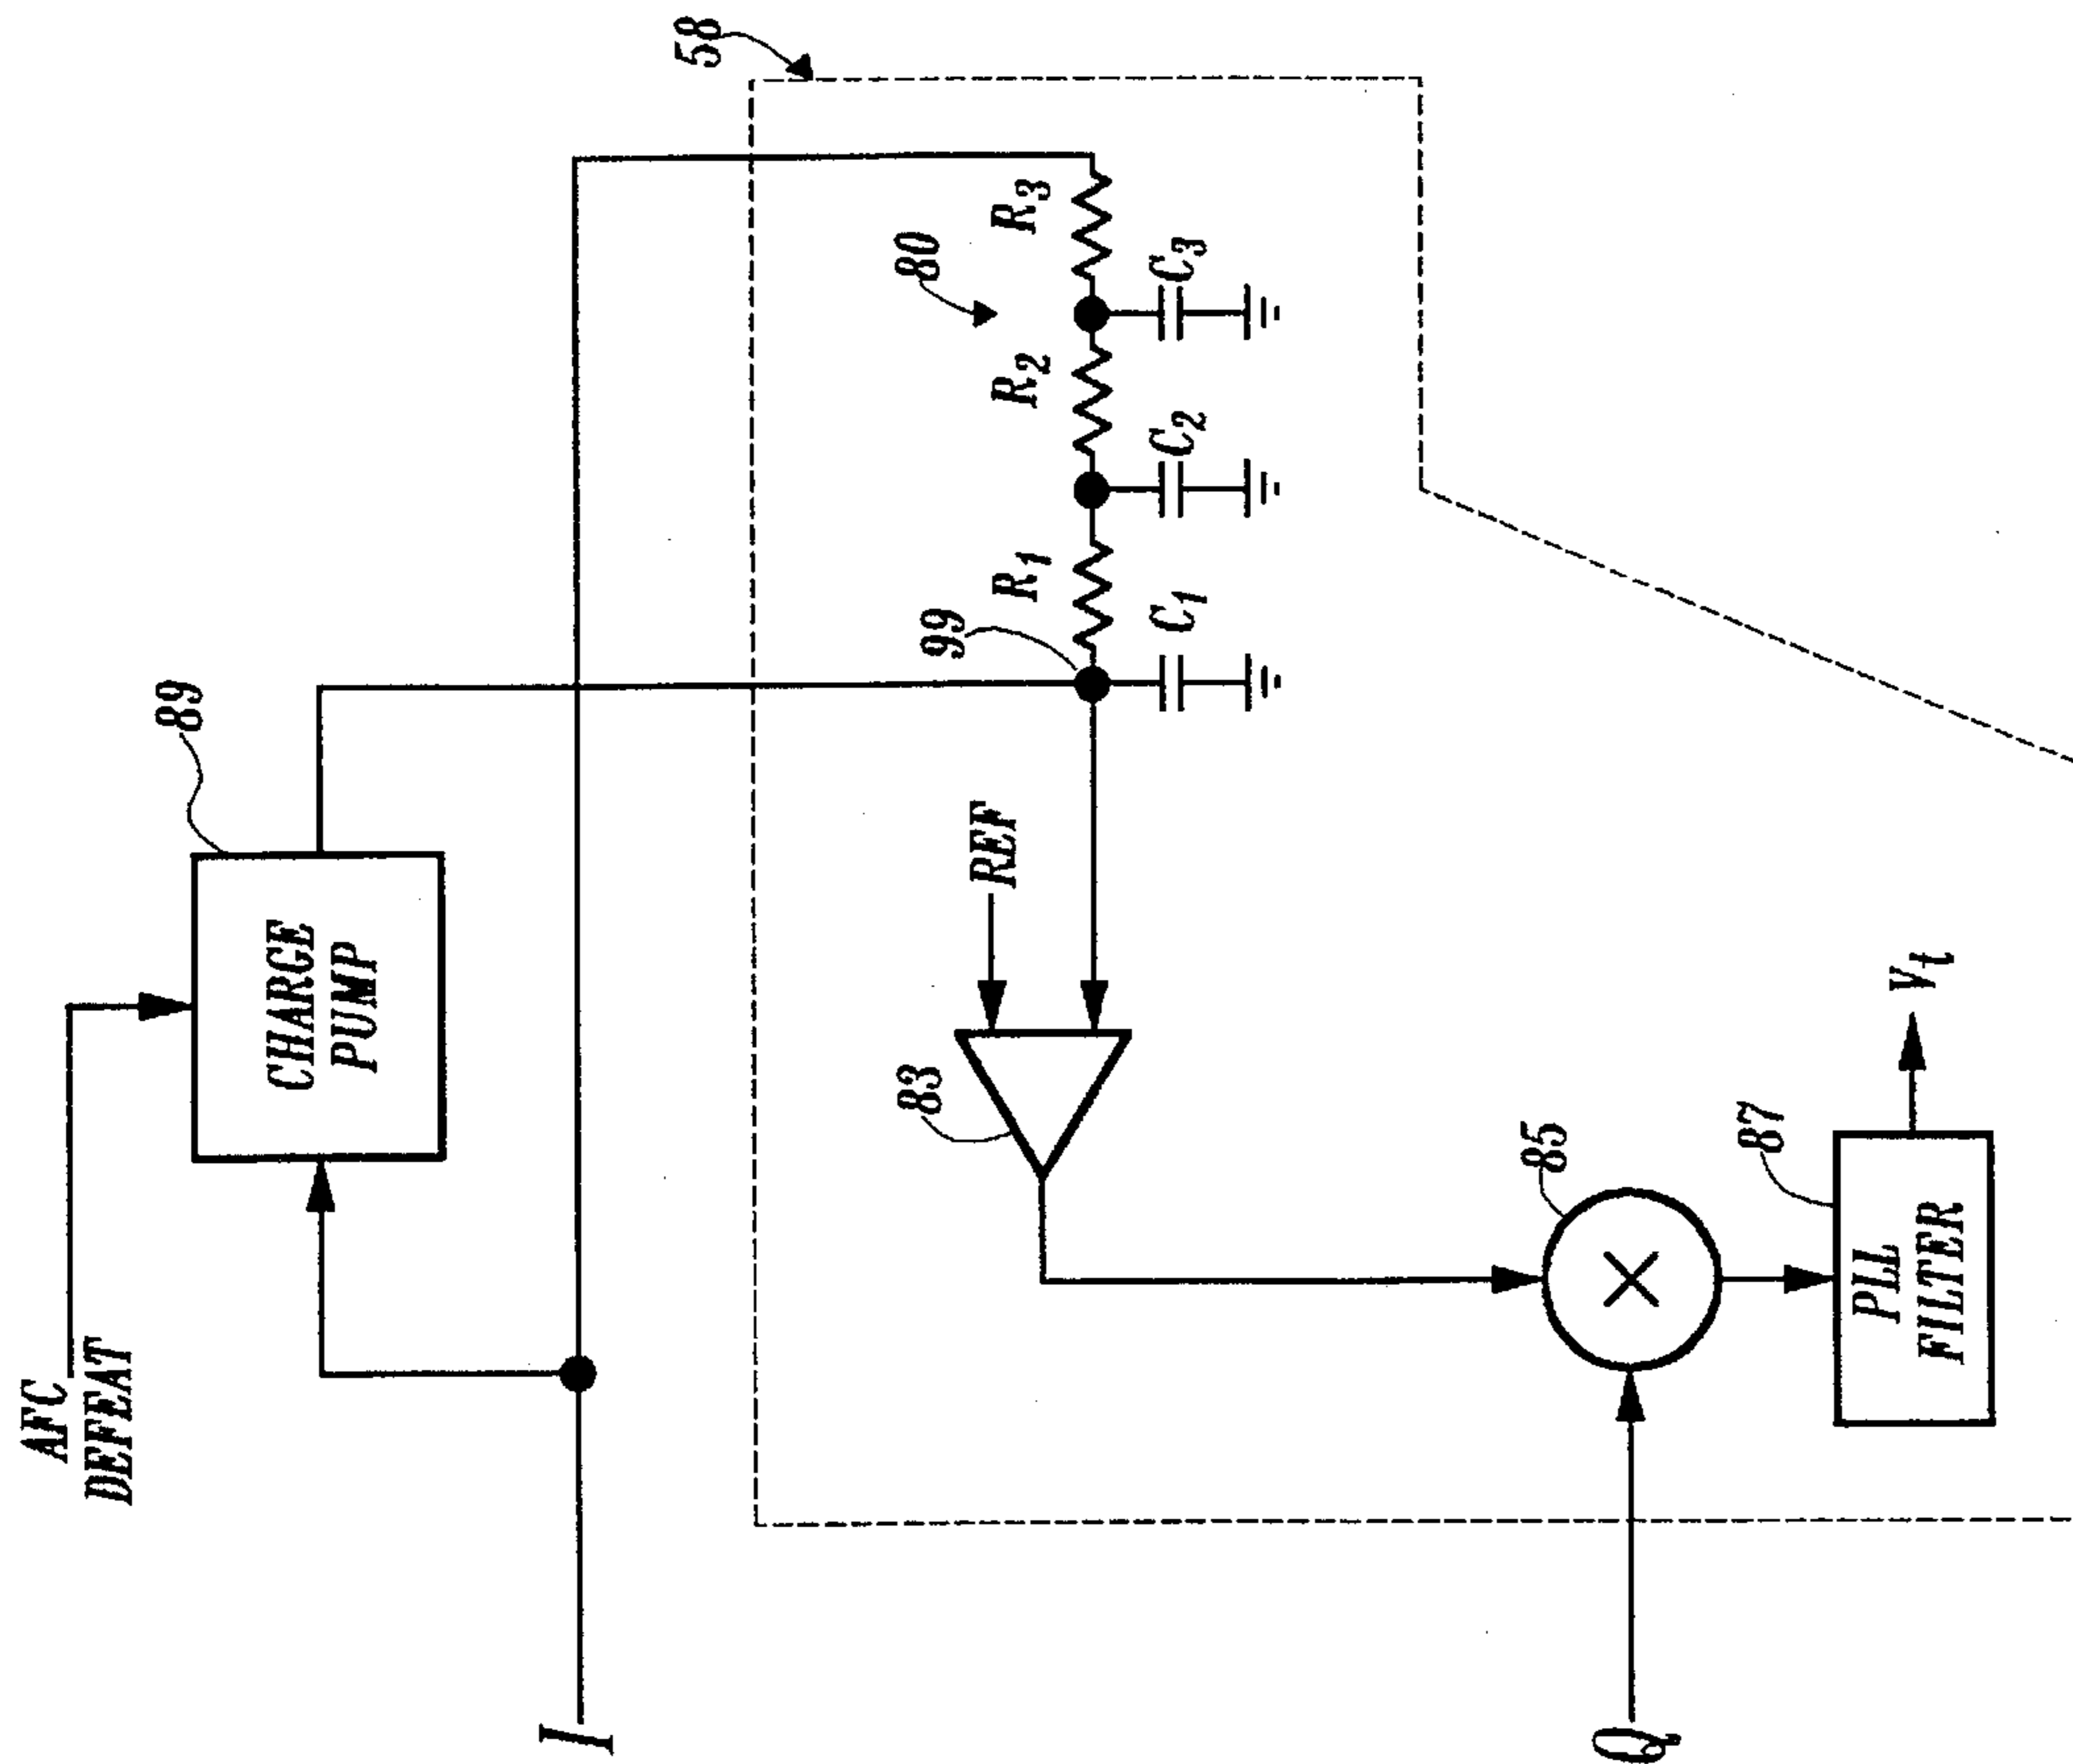 AFC
DEFEAT
89
CHARGE
PUMP
I
58
80
R3
R2
R1
99
C3
C2
C1
REF
83
85
87
Q
PLL
FILTER
Vt